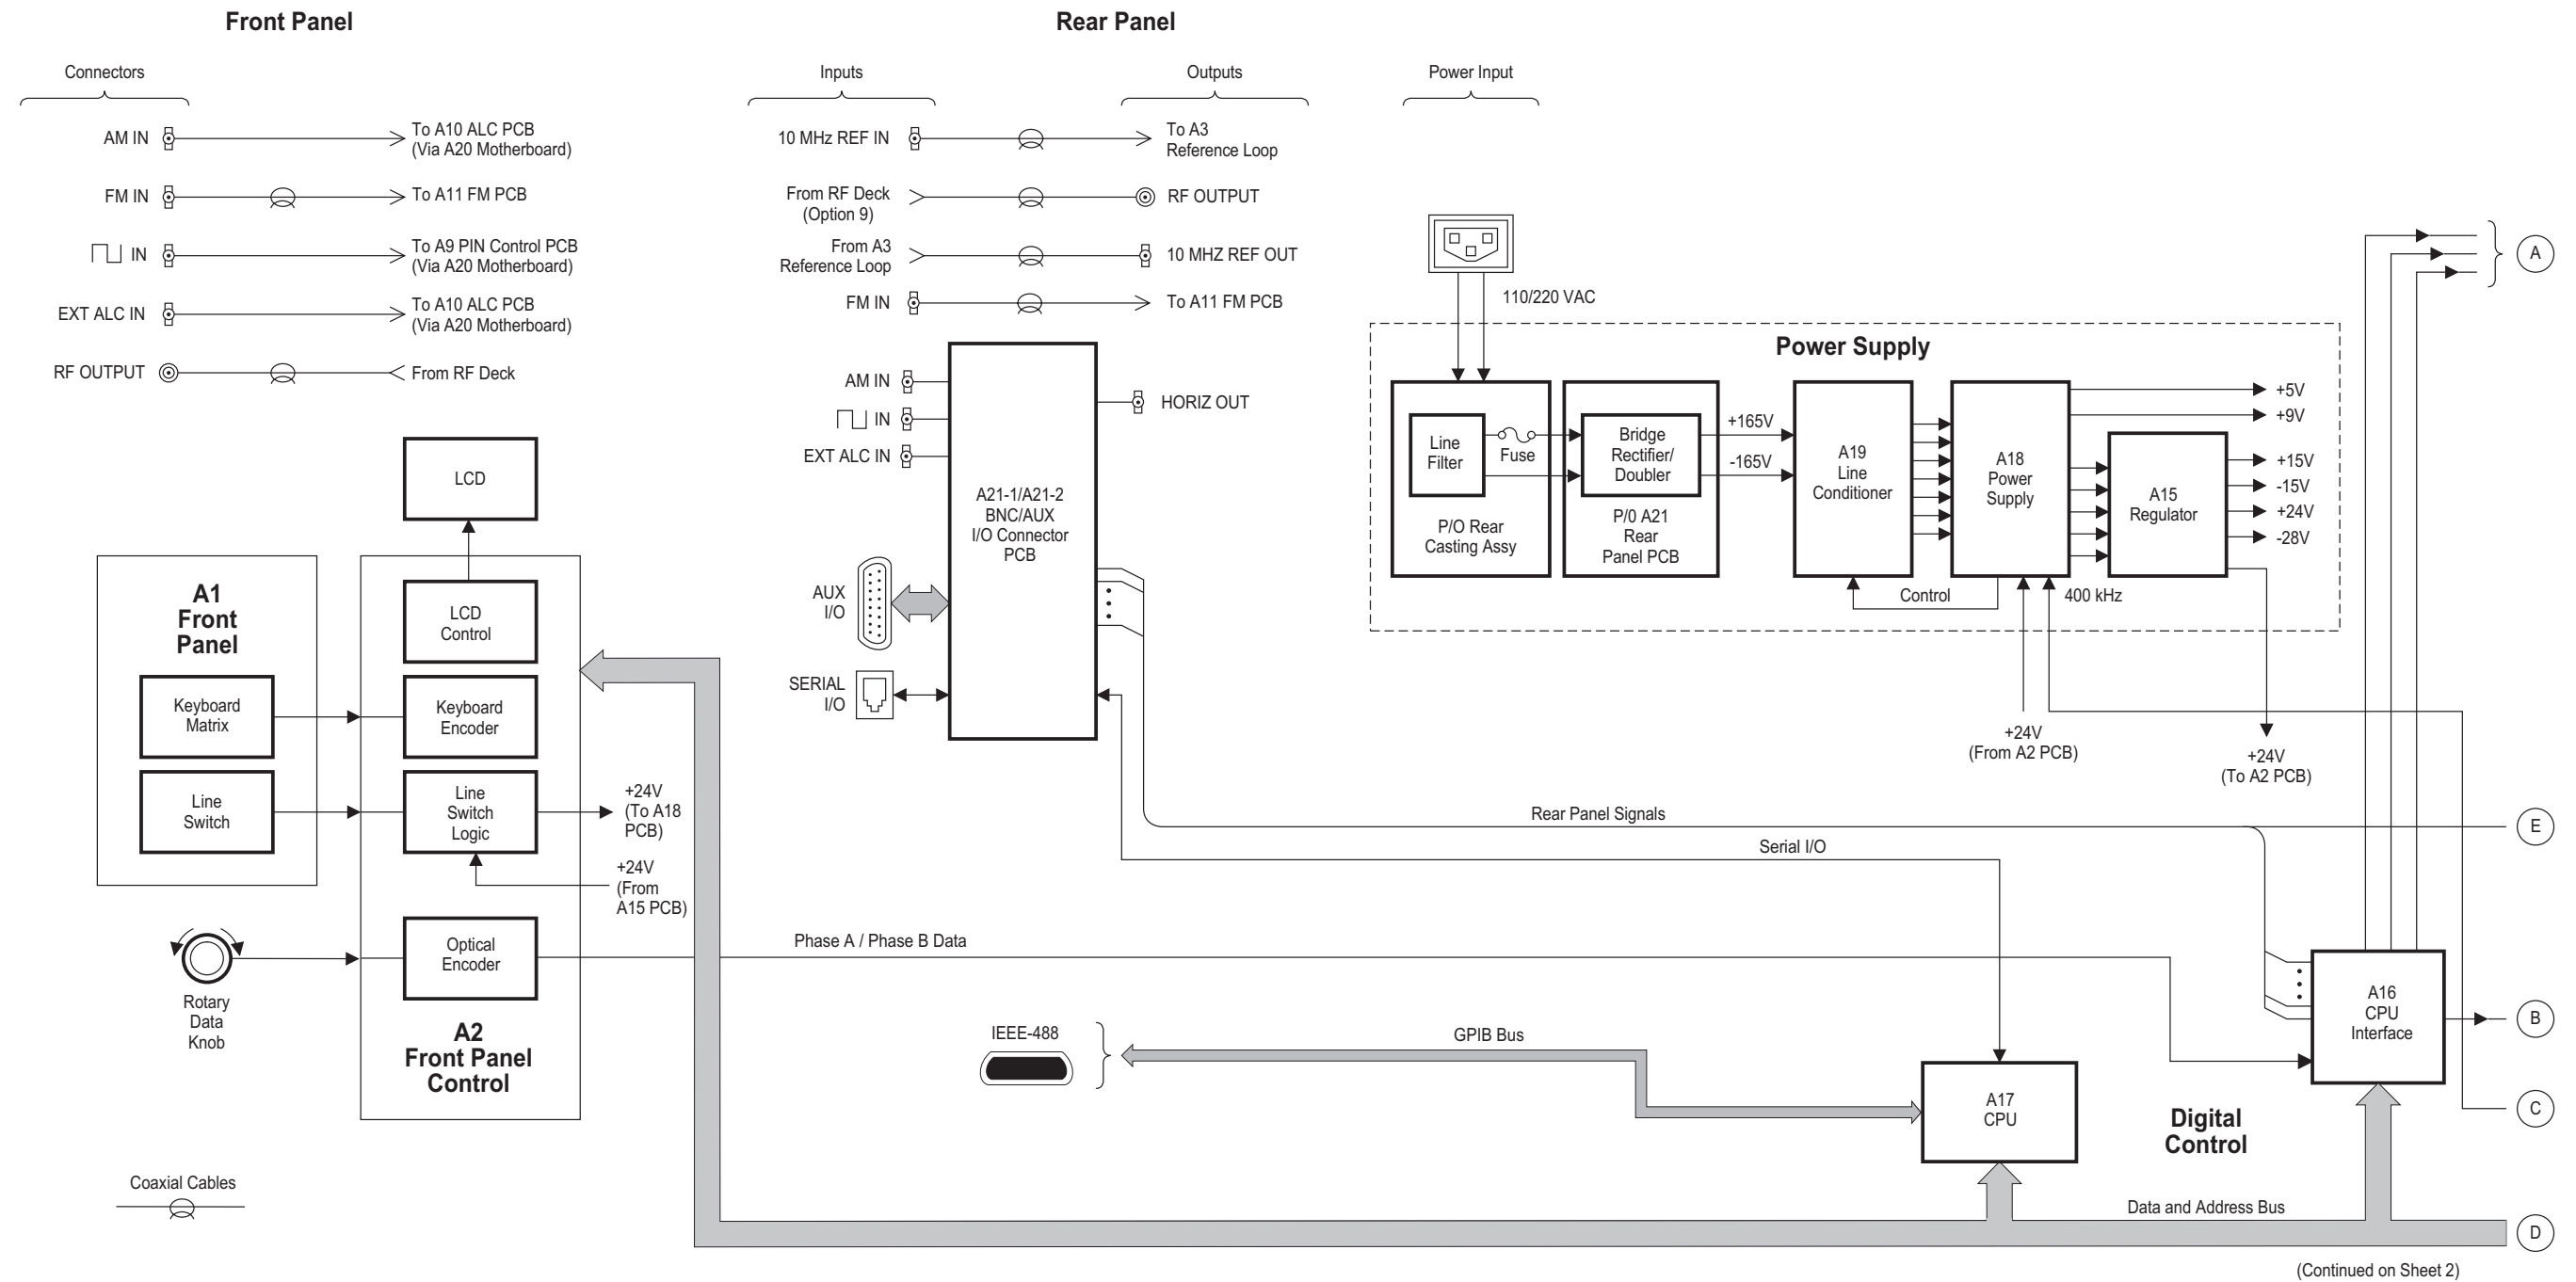 Front Panel
Connectors
AM IN
To A10 ALC PCB
(Via A20 Motherboard)
FM IN
To A11 FM PCB
IN
To A9 PIN Control PCB
(Via A20 Motherboard)
EXT ALC IN
To A10 ALC PCB
(Via A20 Motherboard)
RF OUTPUT
From RF Deck
Rear Panel
Inputs
Outputs
10 MHz REF IN
To A3
Reference Loop
From RF Deck
(Option 9)
RF OUTPUT
From A3
Reference Loop
10 MHZ REF OUT
FM IN
To A11 FM PCB
AM IN
IN
EXT ALC IN
HORIZ OUT
A21-1/A21-2
BNC/AUX
I/O Connector
PCB
AUX
I/O
SERIAL
I/O
Power Input
110/220 VAC
Power Supply
Line
Filter
Fuse
P/O Rear
Casting Assy
Bridge
Rectifier/
Doubler
P/0 A21
Rear
Panel PCB
+165V
-165V
A19
Line
Conditioner
A18
Power
Supply
A15
Regulator
+5V
+9V
+15V
-15V
+24V
-28V
Control
400 kHz
+24V
(From A2 PCB)
+24V
(To A2 PCB)
LCD
A1
Front
Panel
LCD
Control
Keyboard
Matrix
Keyboard
Encoder
Line
Switch
Line
Switch
Logic
+24V
(To A18
PCB)
+24V
(From
A15 PCB)
Optical
Encoder
Rotary
Data
Knob
A2
Front Panel
Control
Coaxial Cables
Rear Panel Signals
Serial I/O
Phase A / Phase B Data
IEEE-488
GPIB Bus
A17
CPU
A16
CPU
Interface
Digital
Control
Data and Address Bus
A
E
B
C
D
(Continued on Sheet 2)